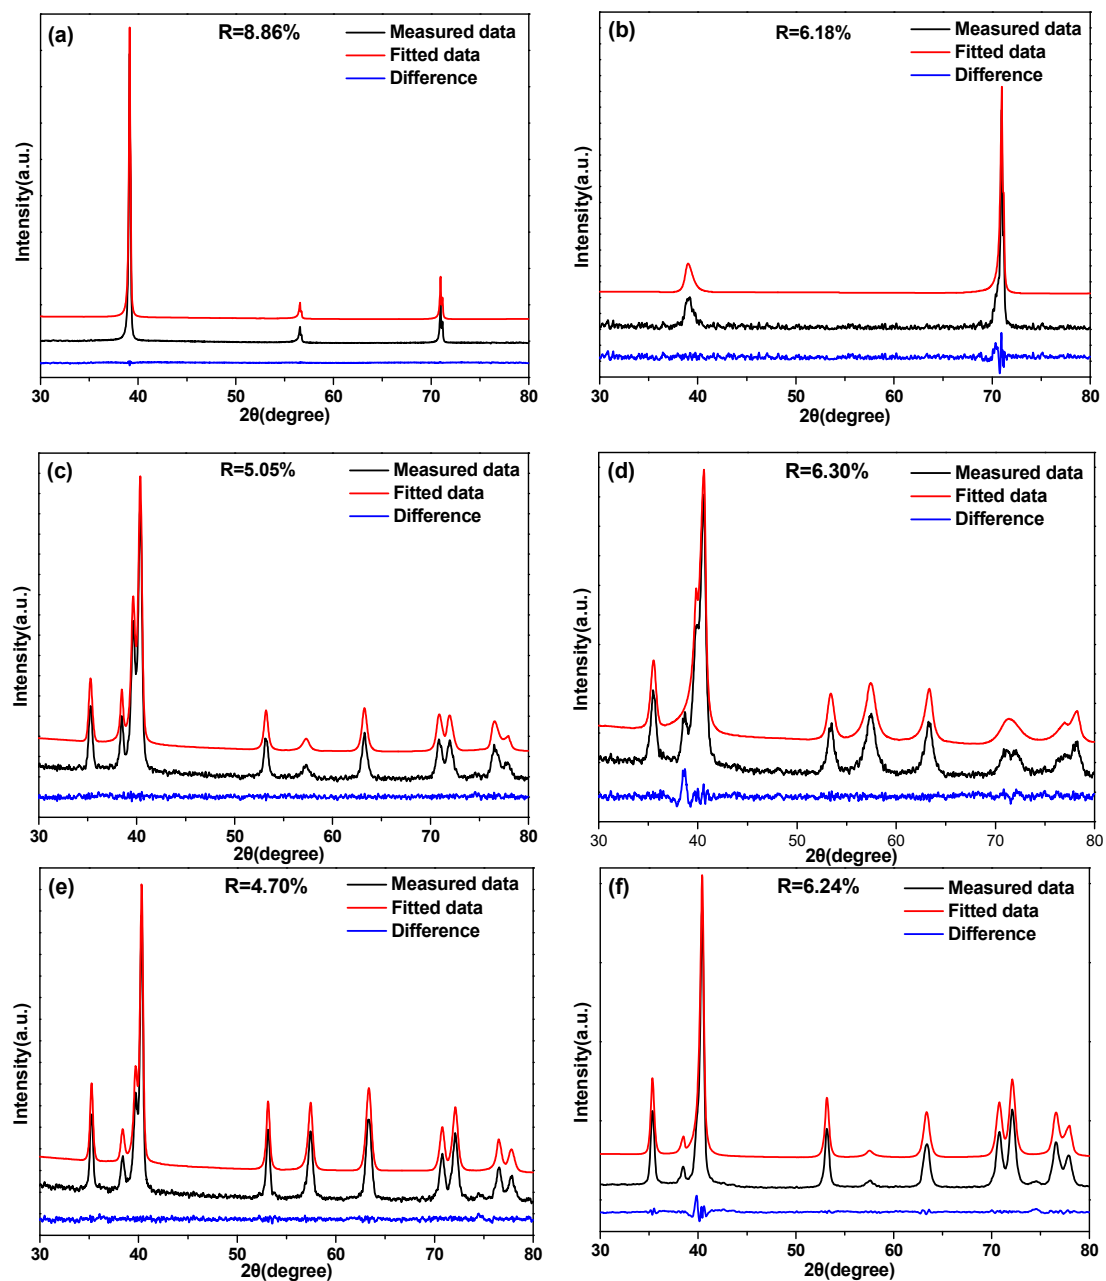 (a)
R=8.86%
Measured data
Fitted data
Difference
Intensity(a.u.)
30 40 50 60 70 80
2θ(degree)
(b)
R=6.18%
Measured data
Fitted data
Difference
Intensity(a.u.)
30 40 50 60 70 80
2θ(degree)
(c)
R=5.05%
Measured data
Fitted data
Difference
Intensity(a.u.)
30 40 50 60 70 80
2θ(degree)
(d)
R=6.30%
Measured data
Fitted data
Difference
Intensity(a.u.)
30 40 50 60 70 80
2θ(degree)
(e)
R=4.70%
Measured data
Fitted data
Difference
Intensity(a.u.)
30 40 50 60 70 80
2θ(degree)
(f)
R=6.24%
Measured data
Fitted data
Difference
Intensity(a.u.)
30 40 50 60 70 80
2θ(degree)